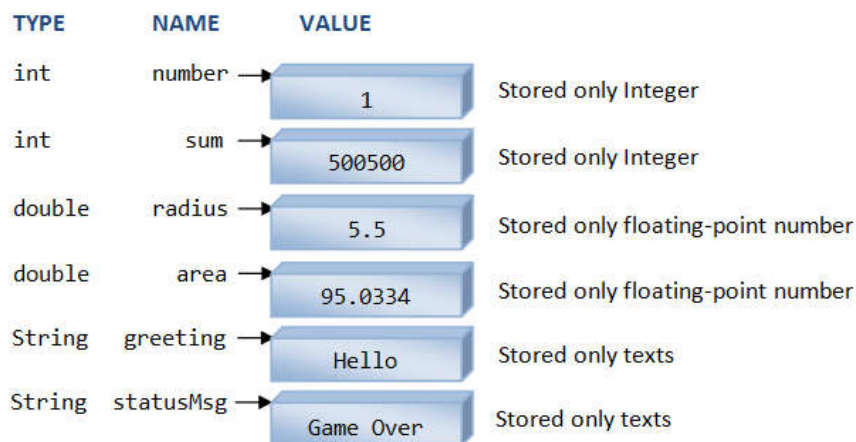 TYPE NAME VALUE
int number 1 Stored only Integer
int sum 500500 Stored only Integer
double radius 5.5 Stored only floating-point number
double area 95.0334 Stored only floating-point number
String greeting Hello Stored only texts
String statusMsg Game Over Stored only texts